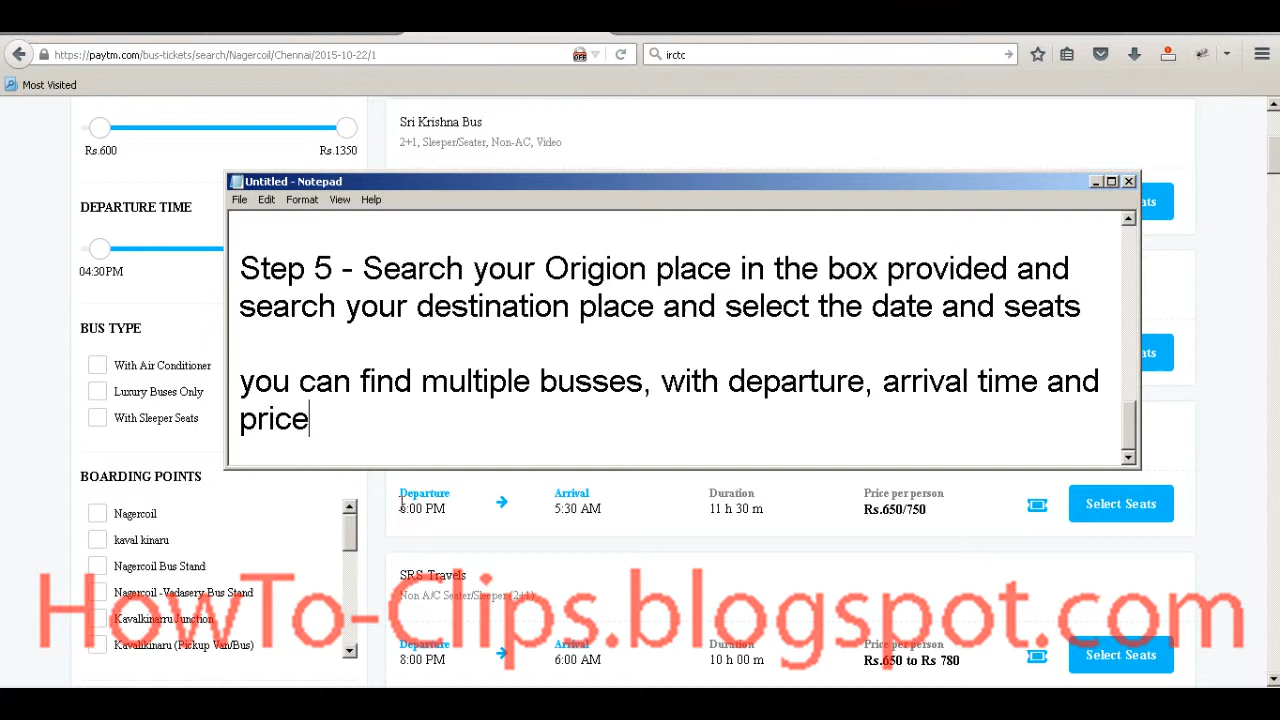 https://paytm.com/bus-tickets/search/Nagercoil/Chennai/2015-10-22/1
OFF
irctc
Most Visited
Rs.600
Rs.1350
Sri Krishna Bus
2+1, Sleeper/Seater, Non-AC, Video
Untitled - Notepad
File Edit Format View Help
Step 5 - Search your Origion place in the box provided and
search your destination place and select the date and seats
you can find multiple busses, with departure, arrival time and
price
DEPARTURE TIME
04:30PM
BUS TYPE
With Air Conditioner
Luxury Buses Only
With Sleeper Seats
BOARDING POINTS
Nagercoil
kaval kinaru
Nagercoil Bus Stand
Nagercoil -Vadasery Bus Stand
Kavalkinarru Junction
Kavalikinaru (Pickup Van/Bus)
Departure Arrival Duration Price per person
5:30 AM 11 h 30 m Rs.650/750
Select Seats
SRS Travels
Non A/C Seater/Sleeper (2+1)
Departure Arrival Duration Price per person
8:00 PM 6:00 AM 10 h 00 m Rs.650 to Rs 780
Select Seats
HowTo-Clips.blogspot.com